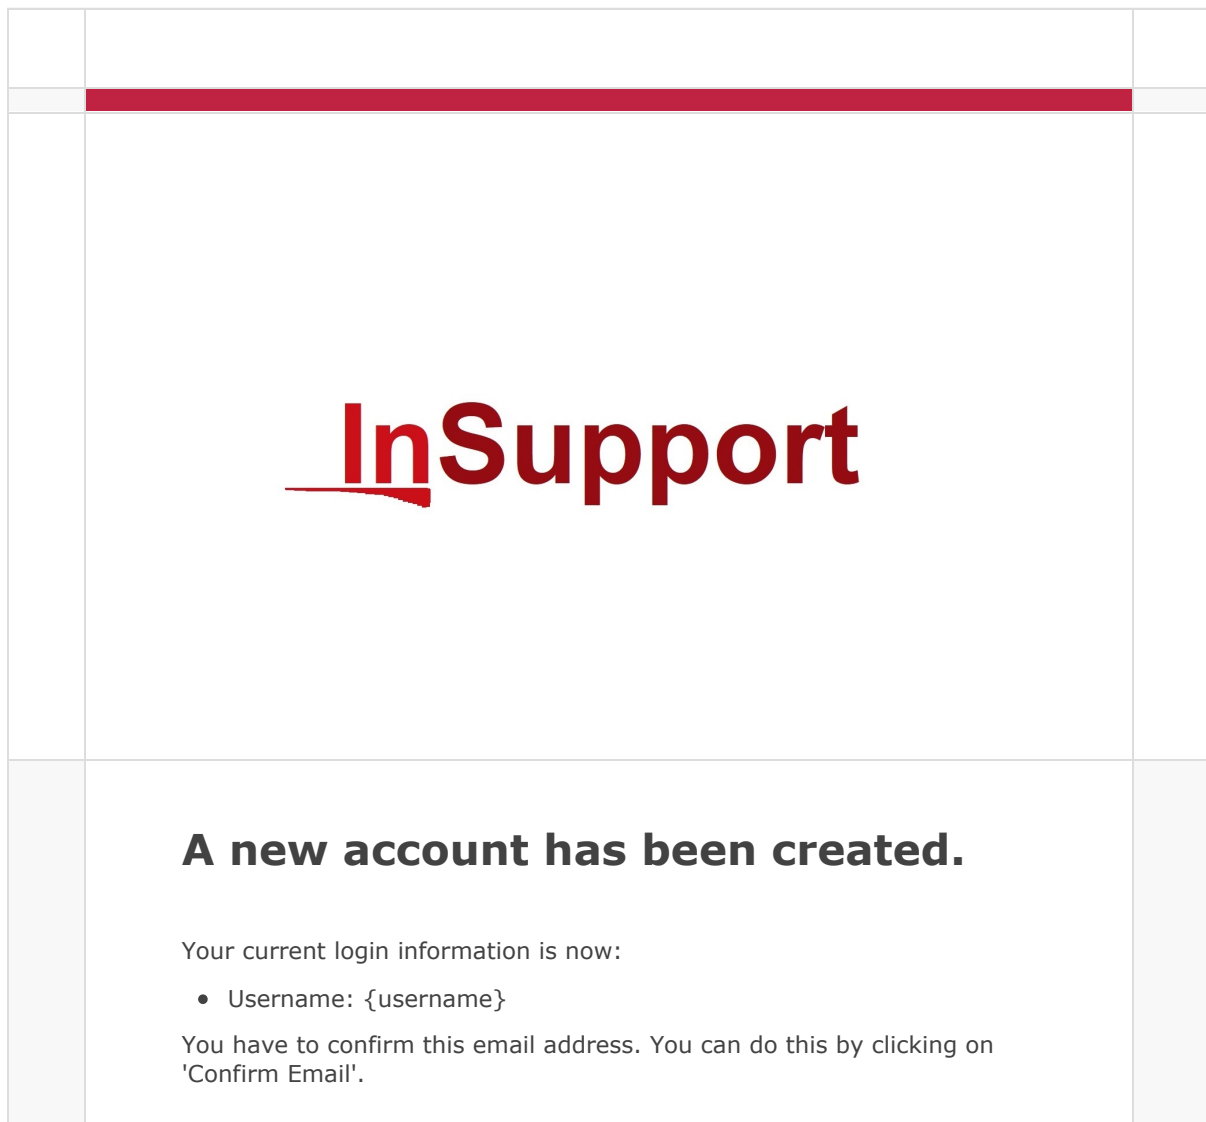 InSupport
A new account has been created.
Your current login information is now:
• Username: {username}
You have to confirm this email address. You can do this by clicking on
'Confirm Email'.